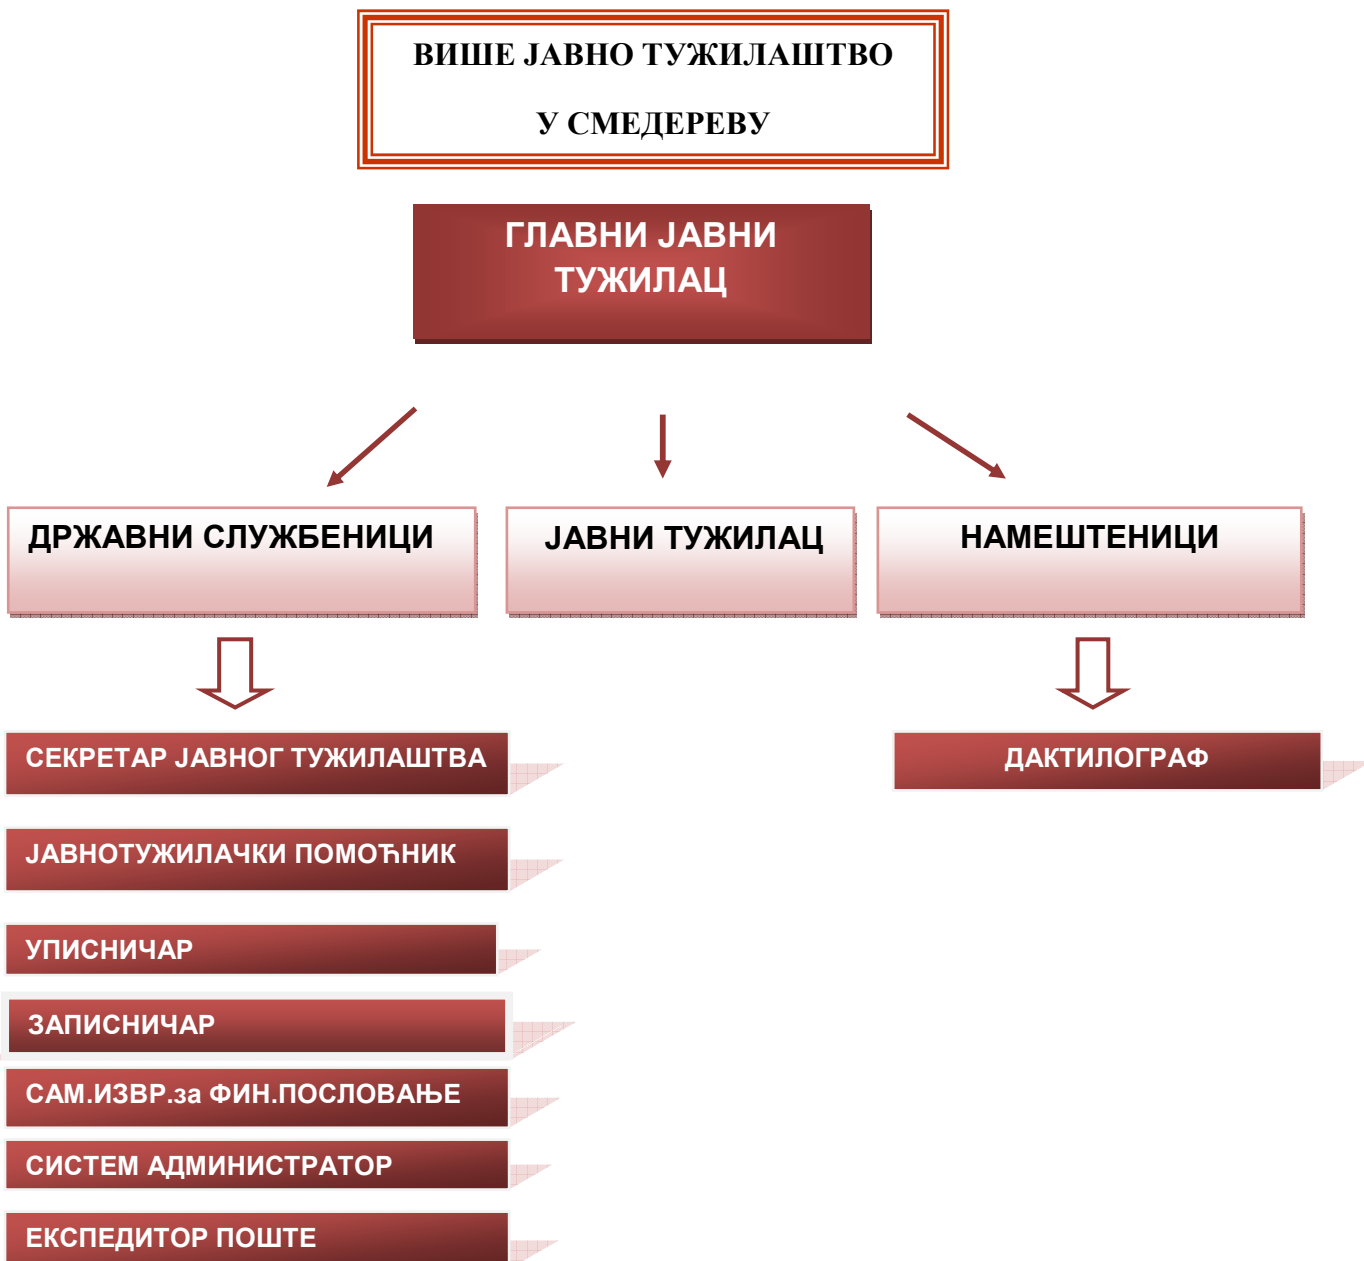 ВИШЕ ЈАВНО ТУЖИЛАШТВО
У СМЕДЕРЕВУ
ГЛАВНИ ЈАВНИ
ТУЖИЛАЦ
ДРЖАВНИ СЛУЖБЕНИЦИ
ЈАВНИ ТУЖИЛАЦ
НАМЕШТЕНИЦИ
СЕКРЕТАР ЈАВНОГ ТУЖИЛАШТВА
ДАКТИЛОГРАФ
ЈАВНОТУЖИЛАЧКИ ПОМОЋНИК
УПИСНИЧАР
ЗАПИСНИЧАР
САМ.ИЗВР.за ФИН.ПОСЛОВАЊЕ
СИСТЕМ АДМИНИСТРАТОР
ЕКСПЕДИТОР ПОШТЕ